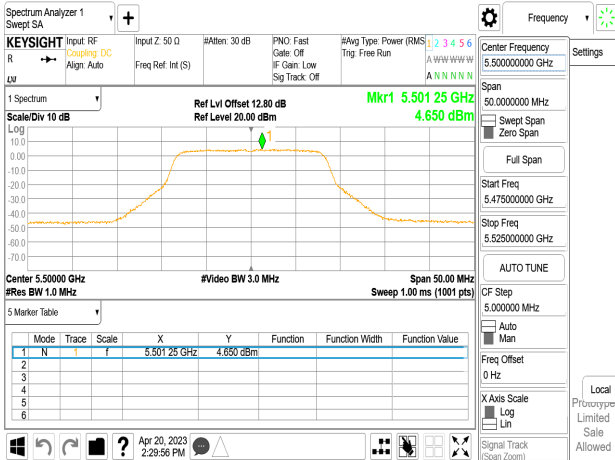 Spectrum Analyzer 1
Swept SA
+
Frequency
KEYSIGHT
Input: RF
Input Z: 50 Ω
#Atten: 30 dB
PNO: Fast
#Avg Type: Power (RMS
1 2 3 4 5 6
R
Coupling: DC
Gate: Off
Trig: Free Run
A W W W W W
Align: Auto
Freq Ref: Int (S)
IF Gain: Low
Sig Track: Off
A N N N N N
LXI
Center Frequency
5.500000000 GHz
Settings
1 Spectrum
Ref Lvl Offset 12.80 dB
Mkr1 5.501 25 GHz
Scale/Div 10 dB
Ref Level 20.00 dBm
4.650 dBm
Log
1
10.0
0.00
-10.0
-20.0
-30.0
-40.0
-50.0
-60.0
-70.0
Center 5.50000 GHz
#Video BW 3.0 MHz
Span 50.00 MHz
#Res BW 1.0 MHz
Sweep 1.00 ms (1001 pts)
Span
50.0000000 MHz
Swept Span
Zero Span
Full Span
Start Freq
5.475000000 GHz
Stop Freq
5.525000000 GHz
AUTO TUNE
CF Step
5.000000 MHz
Auto
Man
Freq Offset
0 Hz
X Axis Scale
Log
Lin
Signal Track
(Span Zoom)
Local
Prototype
Limited
Sale
Allowed
5 Marker Table
Mode Trace Scale X Y Function Function Width Function Value
1 N 1 f 5.501 25 GHz 4.650 dBm
2
3
4
5
6
?
Apr 20, 2023
2:29:56 PM